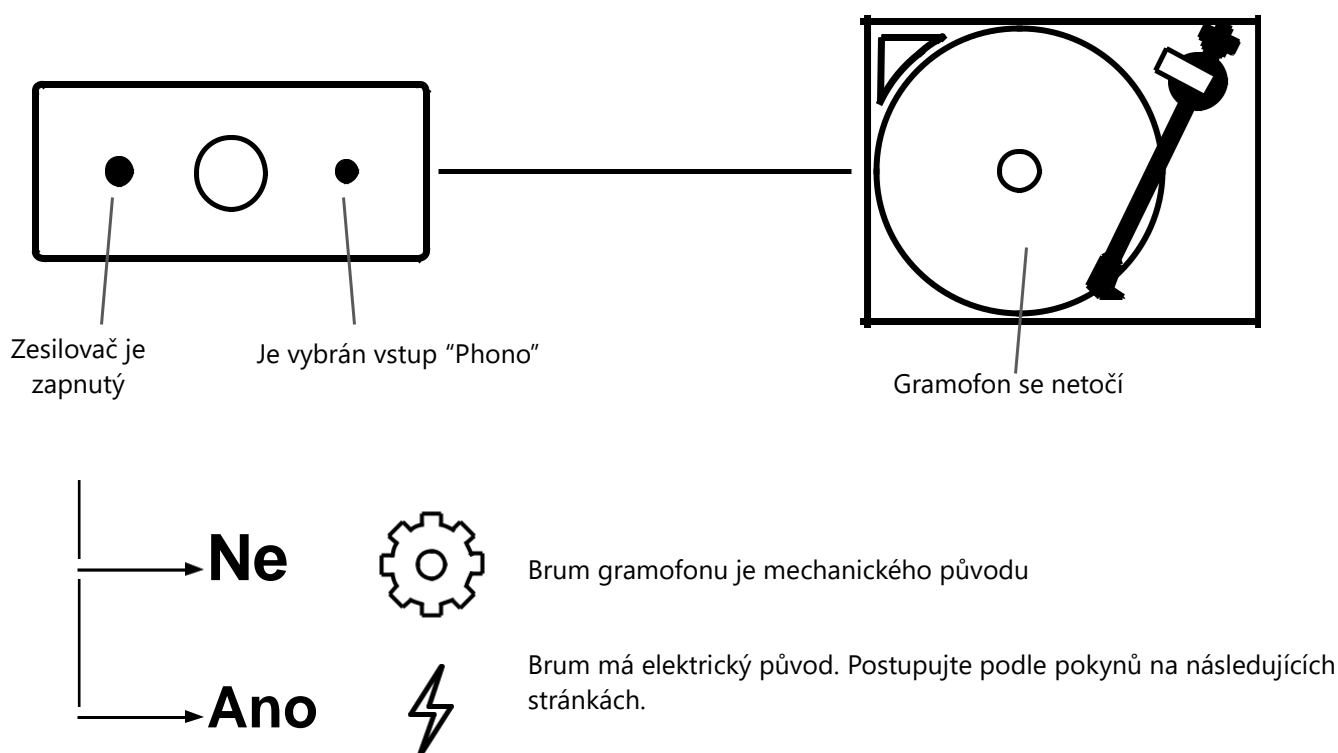 Zesilovač je
zapnutý
Je vybrán vstup “Phono”
Gramofon se netočí
Ne
Brum gramofonu je mechanického původu
Ano
Brum má elektrický původ. Postupujte podle pokynů na následujících
stránkách.